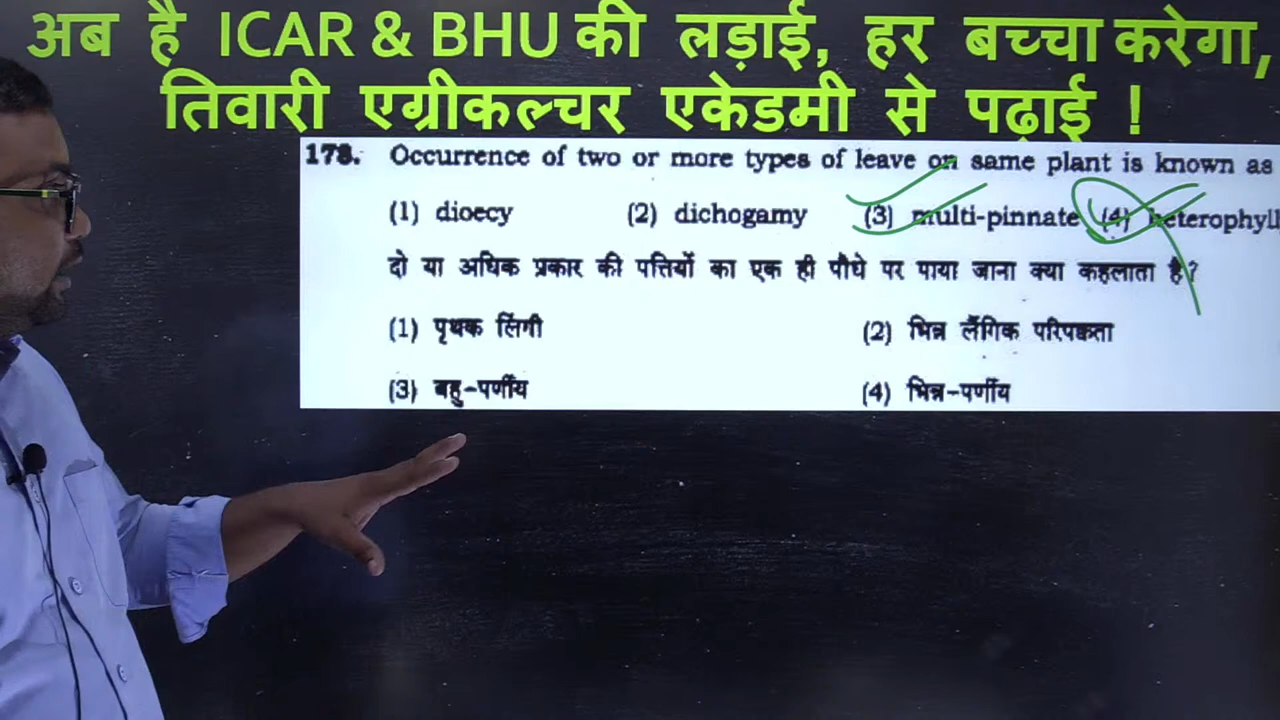 अब है ICAR & BHU की लड़ाई, हर बच्चा करेगा,
तिवारी एग्रीकल्चर एकेडमी से पढ़ाई !
178. Occurrence of two or more types of leave on same plant is known as
(1) dioecy (2) dichogamy (3) multi-pinnate (4) heterophyll
दो या अधिक प्रकार की पत्तियों का एक ही पौधे पर पाया जाना क्या कहलाता है?
(1) पृथक लिंगी (2) भिन्न लैंगिक परिपक्वता
(3) बहु-पर्णीय (4) भिन्न-पर्णीय